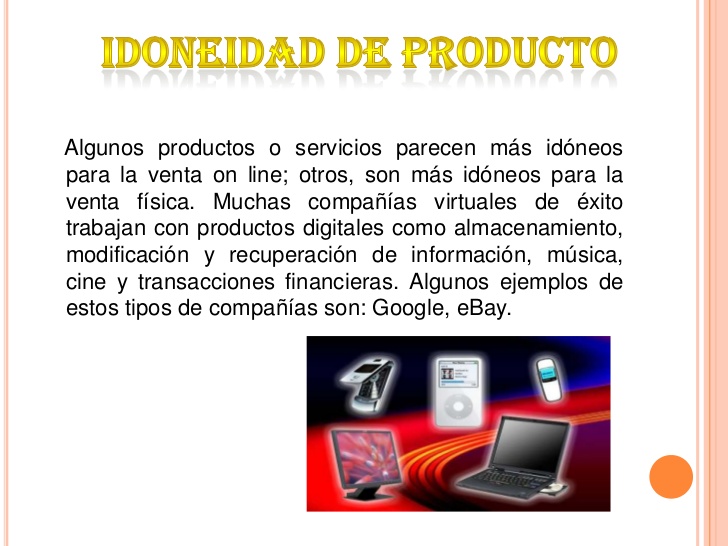 IDONEIDAD DE PRODUCTO
Algunos productos o servicios parecen más idóneos
para la venta on line; otros, son más idóneos para la
venta física. Muchas compañías virtuales de éxito
trabajan con productos digitales como almacenamiento,
modificación y recuperación de información, música,
cine y transacciones financieras. Algunos ejemplos de
estos tipos de compañías son: Google, eBay.